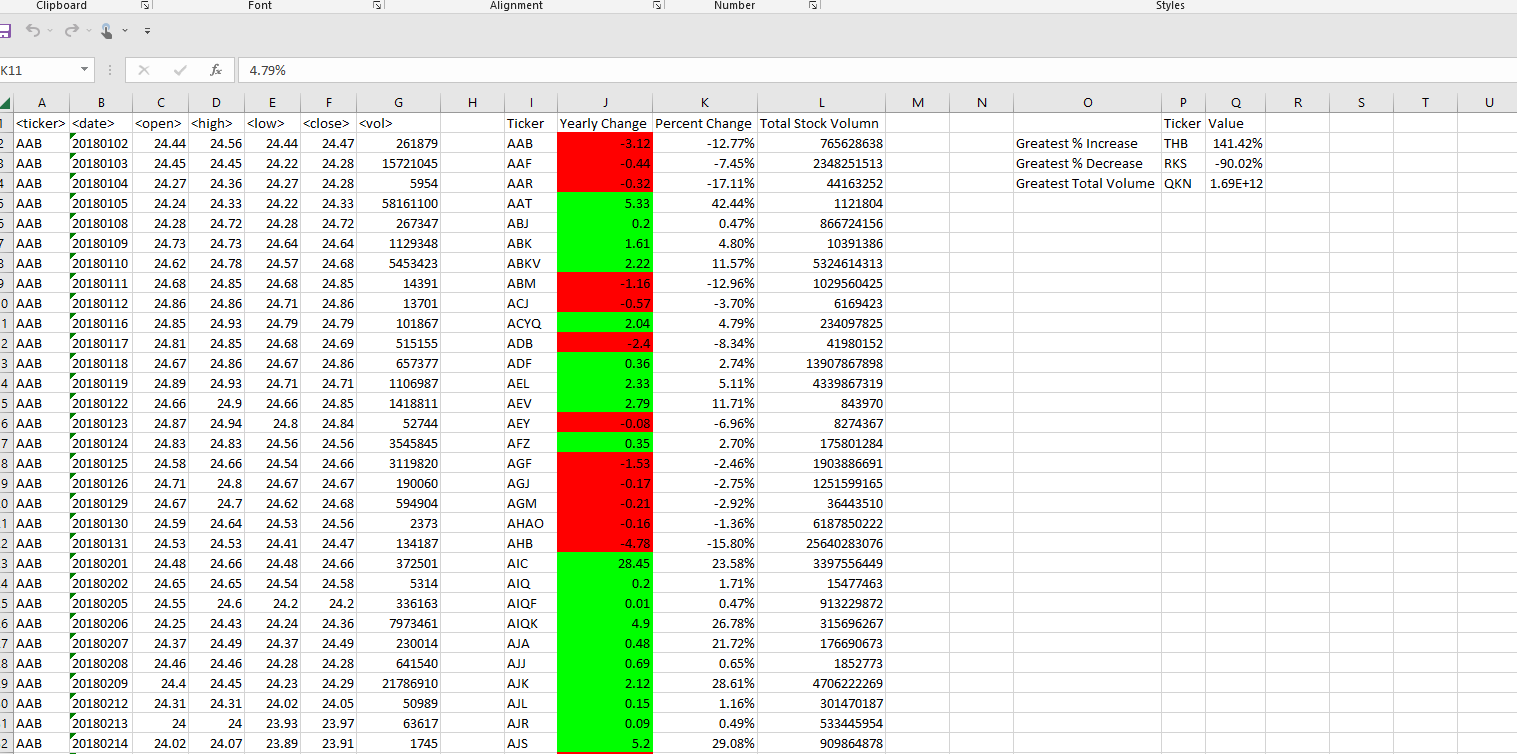 Clipboard Font Alignment Number Styles
K11 fx 4.79%
A B C D E F G H I J K L M N O P Q R S T U
1 <ticker> <date> <open> <high> <low> <close> <vol> Ticker Yearly Change Percent Change Total Stock Volumn Ticker Value
2 AAB 20180102 24.44 24.56 24.44 24.47 261879 AAB -3.12 -12.77% 765628638 Greatest % Increase THB 141.42%
3 AAB 20180103 24.45 24.45 24.22 24.28 15721045 AAF -0.44 -7.45% 2348251513 Greatest % Decrease RKS -90.02%
4 AAB 20180104 24.27 24.36 24.27 24.28 5954 AAR -0.32 -17.11% 44163252 Greatest Total Volume QKN 1.69E+12
5 AAB 20180105 24.24 24.33 24.22 24.33 58161100 AAT 5.33 42.44% 1121804
6 AAB 20180108 24.28 24.72 24.28 24.72 267347 ABJ 0.2 0.47% 866724156
7 AAB 20180109 24.73 24.73 24.64 24.64 1129348 ABK 1.61 4.80% 10391386
8 AAB 20180110 24.62 24.78 24.57 24.68 5453423 ABKV 2.22 11.57% 5324614313
9 AAB 20180111 24.68 24.85 24.68 24.85 14391 ABM -1.16 -12.96% 1029560425
0 AAB 20180112 24.86 24.86 24.71 24.86 13701 ACJ -0.57 -3.70% 6169423
1 AAB 20180116 24.85 24.93 24.79 24.79 101867 ACYQ 2.04 4.79% 234097825
2 AAB 20180117 24.81 24.85 24.68 24.69 515155 ADB -2.4 -8.34% 41980152
3 AAB 20180118 24.67 24.86 24.67 24.86 657377 ADF 0.36 2.74% 13907867898
4 AAB 20180119 24.89 24.93 24.71 24.71 1106987 AEL 2.33 5.11% 4339867319
5 AAB 20180122 24.66 24.9 24.66 24.85 1418811 AEV 2.79 11.71% 843970
6 AAB 20180123 24.87 24.94 24.8 24.84 52744 AEY -0.08 -6.96% 8274367
7 AAB 20180124 24.83 24.83 24.56 24.56 3545845 AFZ 0.35 2.70% 175801284
8 AAB 20180125 24.58 24.66 24.54 24.66 3119820 AGF -1.53 -2.46% 1903886691
9 AAB 20180126 24.71 24.8 24.67 24.67 190060 AGJ -0.17 -2.75% 1251599165
0 AAB 20180129 24.67 24.7 24.62 24.68 594904 AGM -0.21 -2.92% 36443510
1 AAB 20180130 24.59 24.64 24.53 24.56 2373 AHAO -0.16 -1.36% 6187850222
2 AAB 20180131 24.53 24.53 24.41 24.47 134187 AHB -4.78 -15.80% 25640283076
3 AAB 20180201 24.48 24.66 24.48 24.66 372501 AIC 28.45 23.58% 3397556449
4 AAB 20180202 24.65 24.65 24.54 24.58 5314 AIQ 0.2 1.71% 15477463
5 AAB 20180205 24.55 24.6 24.2 24.2 336163 AIQF 0.01 0.47% 913229872
6 AAB 20180206 24.25 24.43 24.24 24.36 7973461 AIQK 4.9 26.78% 315696267
7 AAB 20180207 24.37 24.49 24.37 24.49 230014 AJA 0.48 21.72% 176690673
8 AAB 20180208 24.46 24.46 24.28 24.28 641540 AJJ 0.69 0.65% 1852773
9 AAB 20180209 24.4 24.45 24.23 24.29 21786910 AJK 2.12 28.61% 4706222269
0 AAB 20180212 24.31 24.31 24.02 24.05 50989 AJL 0.15 1.16% 301470187
1 AAB 20180213 24 24 23.93 23.97 63617 AJR 0.09 0.49% 533445954
2 AAB 20180214 24.02 24.07 23.89 23.91 1745 AJS 5.2 29.08% 909864878